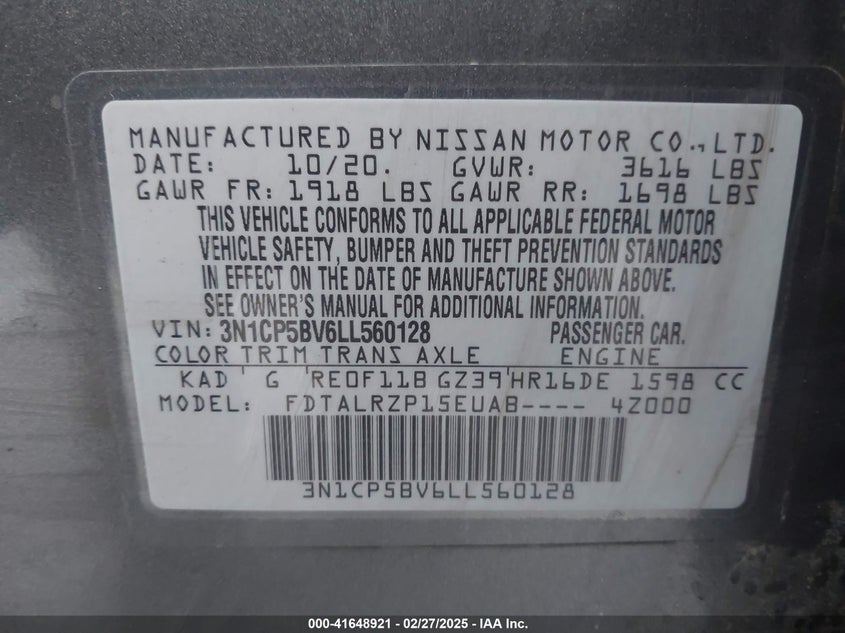 MANUFACTURED BY NISSAN MOTOR CO., LTD.
DATE: 10/20. GVWR: 3616 LBS
GAWR FR: 1918 LBS GAWR RR: 1698 LBS
THIS VEHICLE CONFORMS TO ALL APPLICABLE FEDERAL MOTOR
VEHICLE SAFETY, BUMPER AND THEFT PREVENTION STANDARDS
IN EFFECT ON THE DATE OF MANUFACTURE SHOWN ABOVE.
SEE OWNER'S MANUAL FOR ADDITIONAL INFORMATION.
VIN: 3N1CP5BV6LL560128 PASSENGER CAR.
COLOR TRIM TRANS AXLE ENGINE
KAD G RE0F11B GZ39 HR16DE 1598 CC
MODEL: FDTALRZP15EUAB---- 4Z000
3N1CP5BV6LL560128
000-41648921 - 02/27/2025 - IAA Inc.